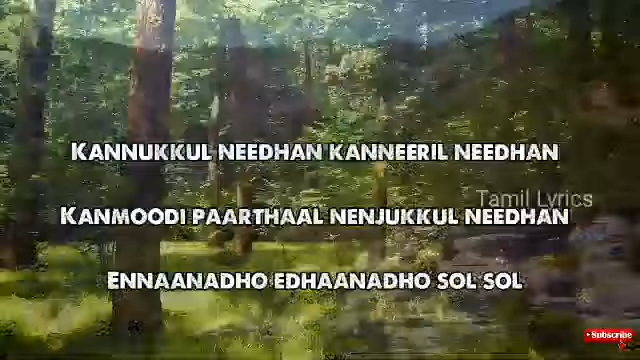 KANNUKKUL NEEDHAN KANNEERIL NEEDHAN
Tamil Lyrics
KANMOODI PAARTHAAL NENJUKKUL NEEDHAN
ENNAANADHO EDHAANADHO SOL SOL
Subscribe